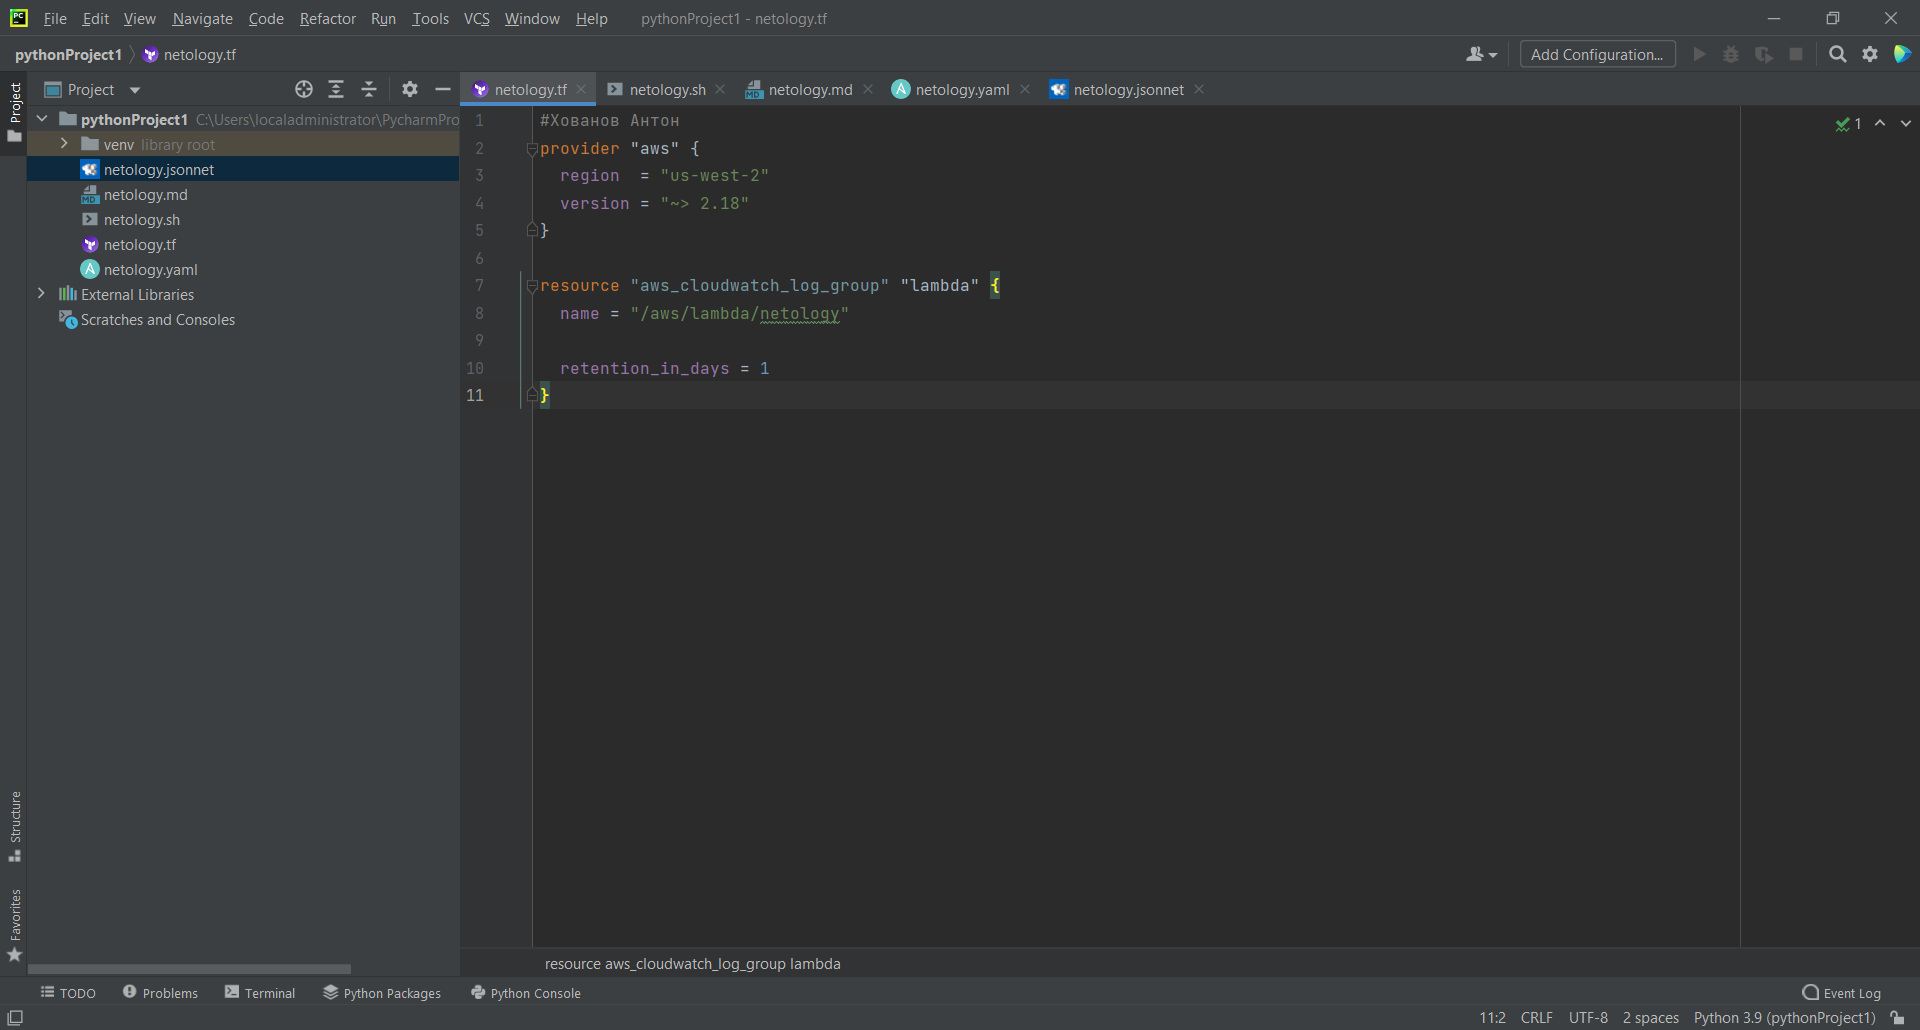 File Edit View Navigate Code Refactor Run Tools VCS Window Help pythonProject1 - netology.tf
pythonProject1 netology.tf Add Configuration...
Project
Project
netology.tf netology.sh netology.md netology.yaml netology.jsonnet
pythonProject1 C:\Users\localadministrator\PycharmPro
venv library root
netology.jsonnet
netology.md
netology.sh
netology.tf
netology.yaml
External Libraries
Scratches and Consoles
Structure
Favorites
1 #Хованов Антон
2 provider "aws" {
3 region = "us-west-2"
4 version = "~> 2.18"
5 }
6
7 resource "aws_cloudwatch_log_group" "lambda" {
8 name = "/aws/lambda/netology"
9
10 retention_in_days = 1
11 }
1
resource aws_cloudwatch_log_group lambda
TODO Problems Terminal Python Packages Python Console Event Log
11:2 CRLF UTF-8 2 spaces Python 3.9 (pythonProject1)